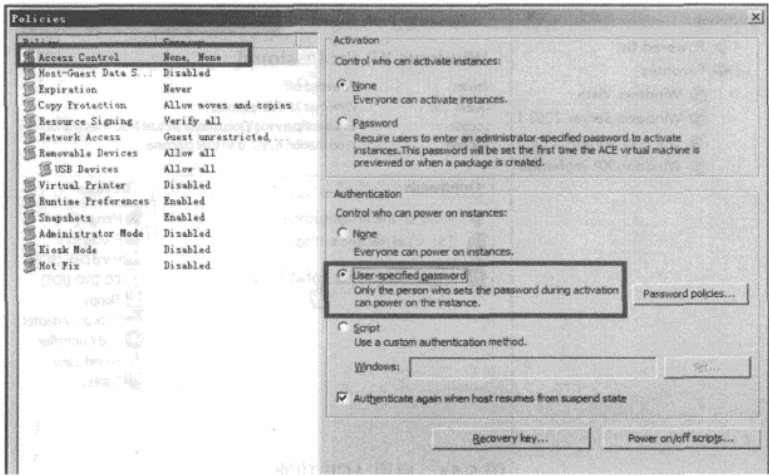 Policies
Access Control None, None
Host-Guest Data S... Disabled
Expiration Never
Copy Protection Allow moves and copies
Resource Signing Verify all
Network Access Guest unrestricted...
Removable Devices Allow all
USB Devices Allow all
Virtual Printer Disabled
Runtime Preferences Enabled
Snapshots Enabled
Administrator Mode Disabled
Kiosk Mode Disabled
Hot Fix Disabled
Activation
Control who can activate instances:
None
Everyone can activate instances.
Password
Require users to enter an administrator-specified password to activate
instances.This password will be set the first time the ACE virtual machine is
previewed or when a package is created.
Authentication
Control who can power on instances:
None
Everyone can power on instances.
User-specified password
Only the person who sets the password during activation
can power on the instance.
Password policies...
Script
Use a custom authentication method.
Windows:
Set...
Authenticate again when host resumes from suspend state
Recovery key...
Power on/off scripts...